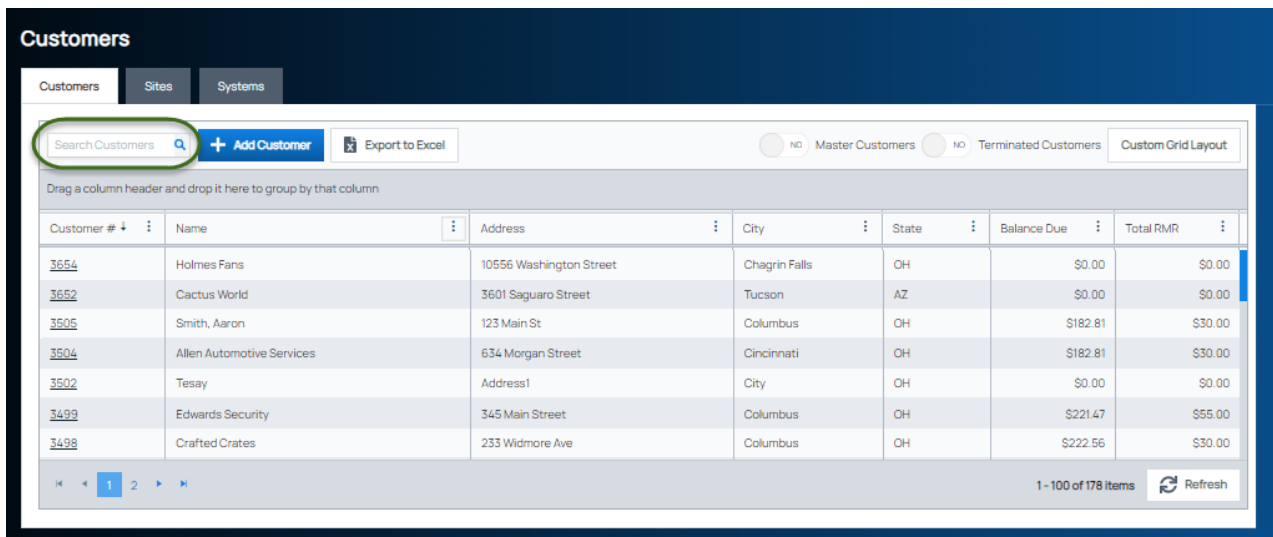 Customers
Customers Sites Systems
Search Customers + Add Customer Export to Excel NO Master Customers NO Terminated Customers Custom Grid Layout
Drag a column header and drop it here to group by that column
Customer # Name Address City State Balance Due Total RMR
3654 Holmes Fans 10556 Washington Street Chagrin Falls OH $0.00 $0.00
3652 Cactus World 3601 Saguaro Street Tucson AZ $0.00 $0.00
3505 Smith, Aaron 123 Main St Columbus OH $182.81 $30.00
3504 Allen Automotive Services 634 Morgan Street Cincinnati OH $182.81 $30.00
3502 Tesay Address1 City OH $0.00 $0.00
3499 Edwards Security 345 Main Street Columbus OH $221.47 $55.00
3498 Crafted Crates 233 Widmore Ave Columbus OH $222.56 $30.00
1 2 1 - 100 of 178 items Refresh